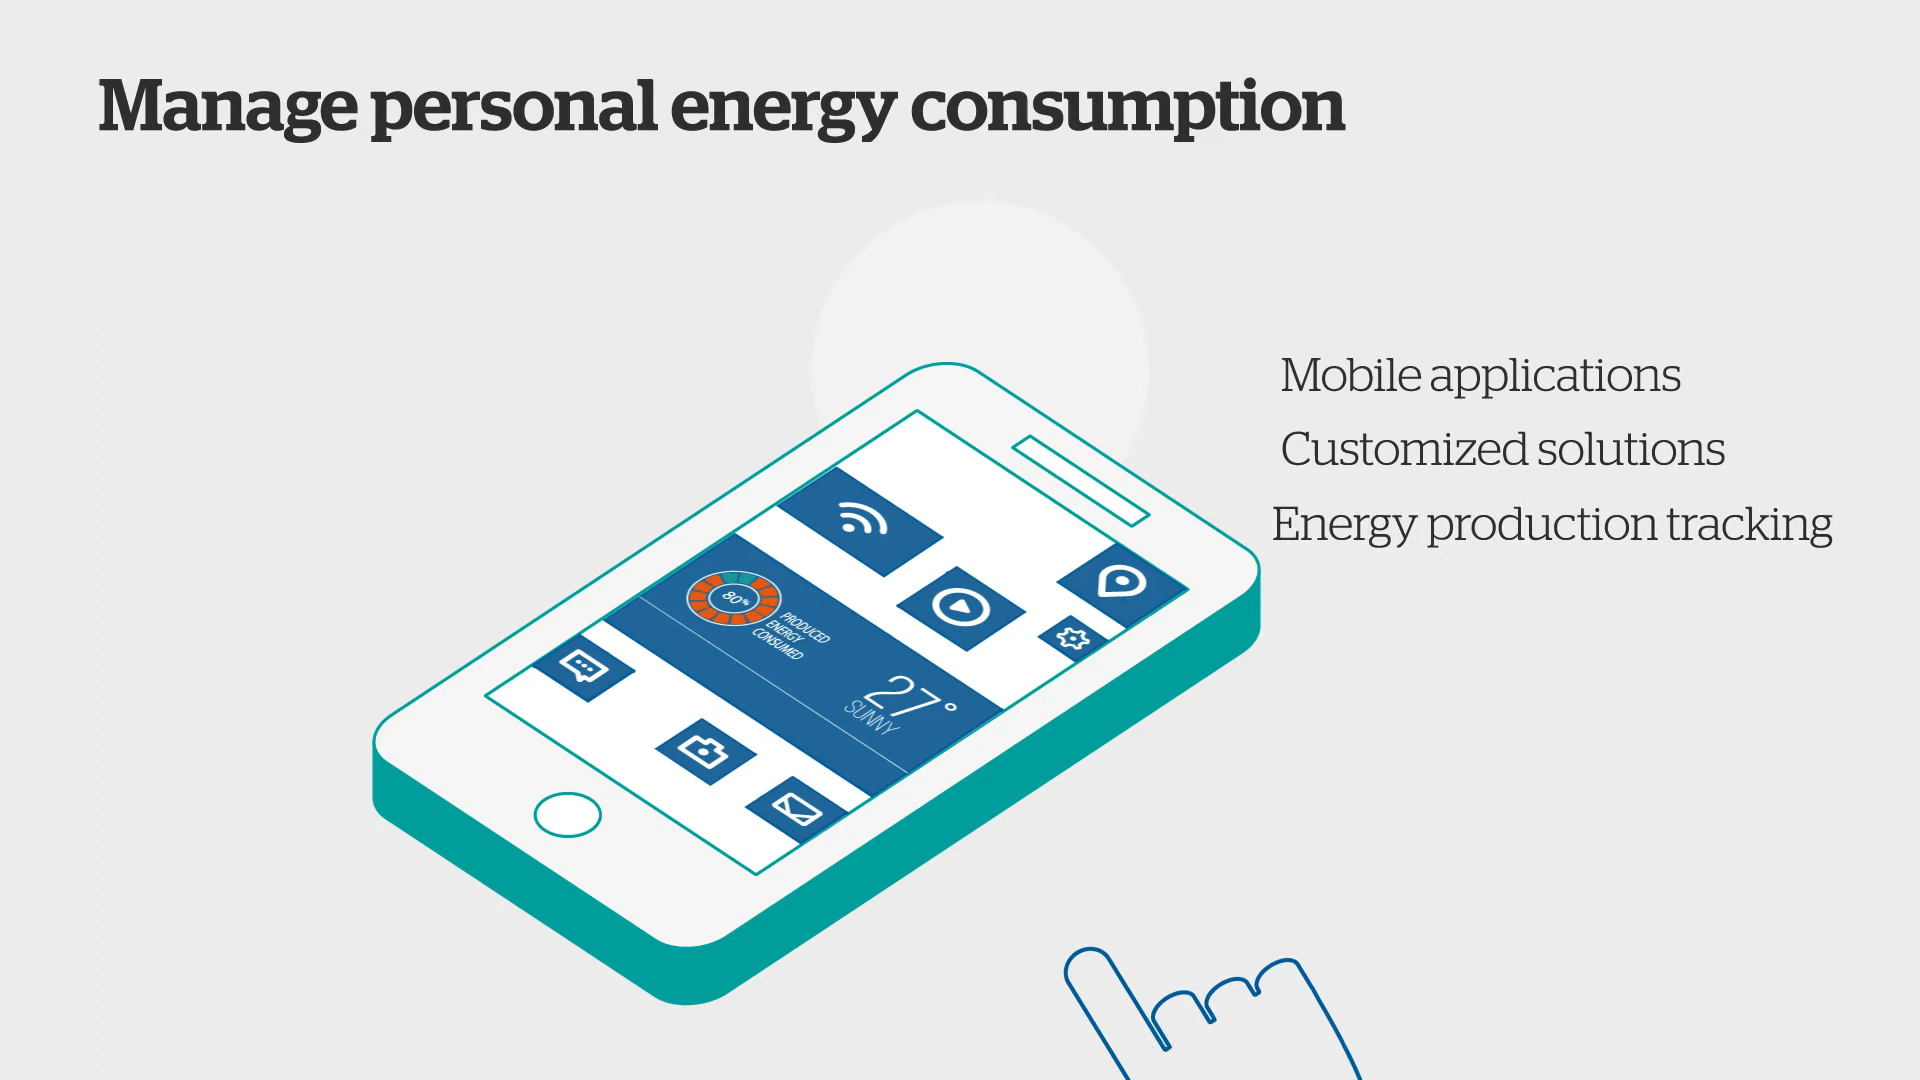 Manage personal energy consumption
Mobile applications
Customized solutions
Energy production tracking
80%
PRODUCED
ENERGY
CONSUMED
27°
SUNNY